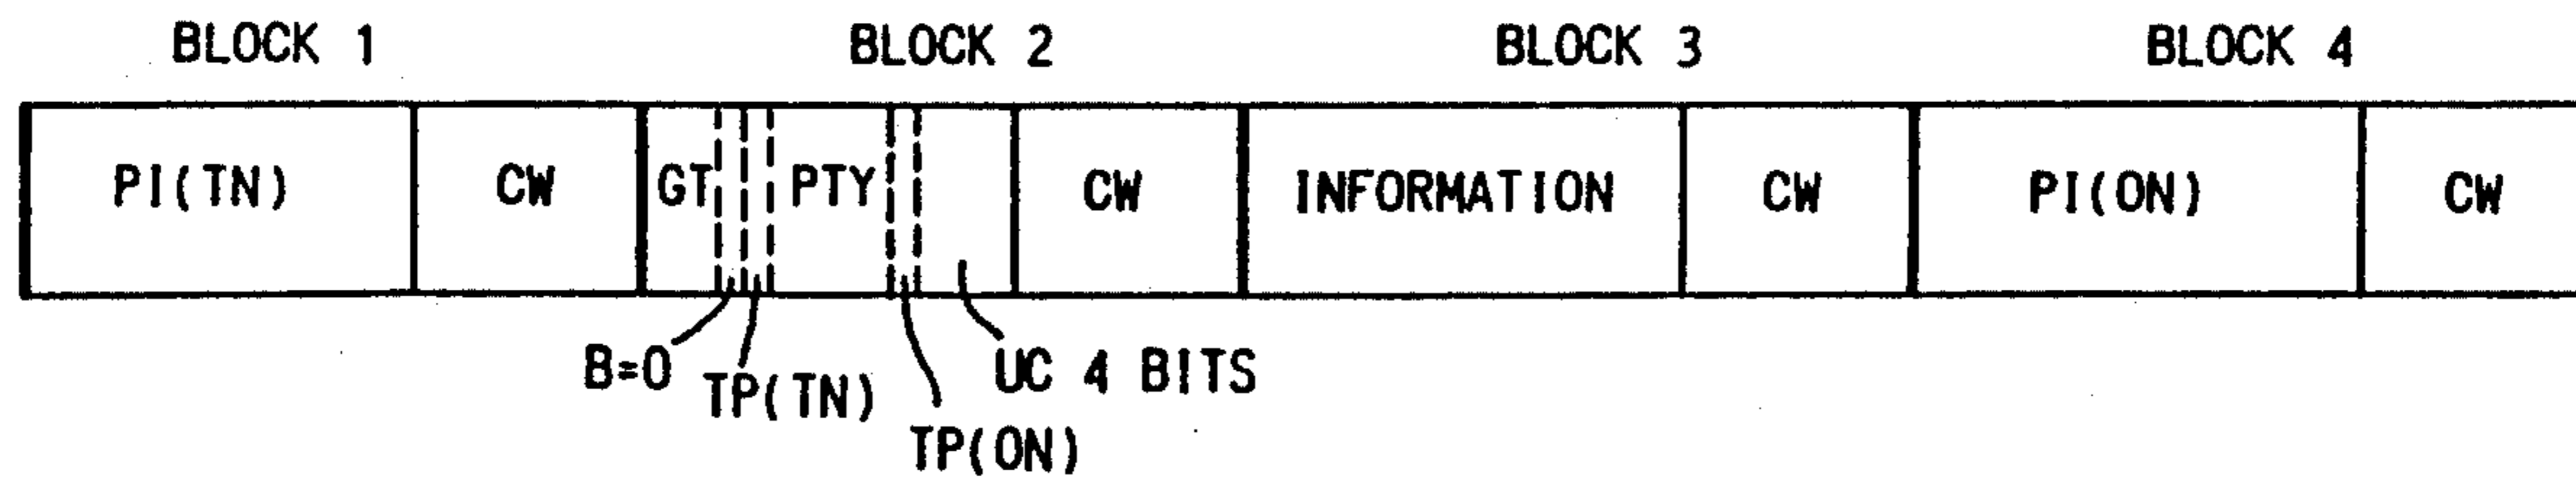 BLOCK 1 BLOCK 2 BLOCK 3 BLOCK 4
PI(TN) CW GT PTY CW INFORMATION CW PI(ON) CW
B=0 TP(TN) UC 4 BITS
TP(ON)